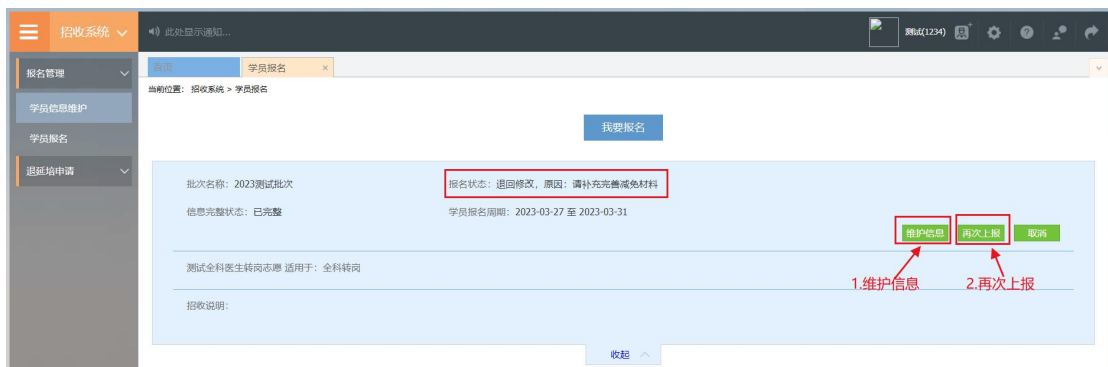 招收系统
此处显示通知...
测试(1234)
报名管理
首页
学员报名 ×
当前位置： 招收系统 > 学员报名
学员信息维护
我要报名
学员报名
退延培申请
批次名称： 2023测试批次
报名状态： 退回修改，原因： 请补充完善减免材料
信息完整状态： 已完整
学员报名周期： 2023-03-27 至 2023-03-31
维护信息 再次上报 取消
测试全科医生转岗志愿 适用于： 全科转岗
1.维护信息
2.再次上报
招收说明：
收起